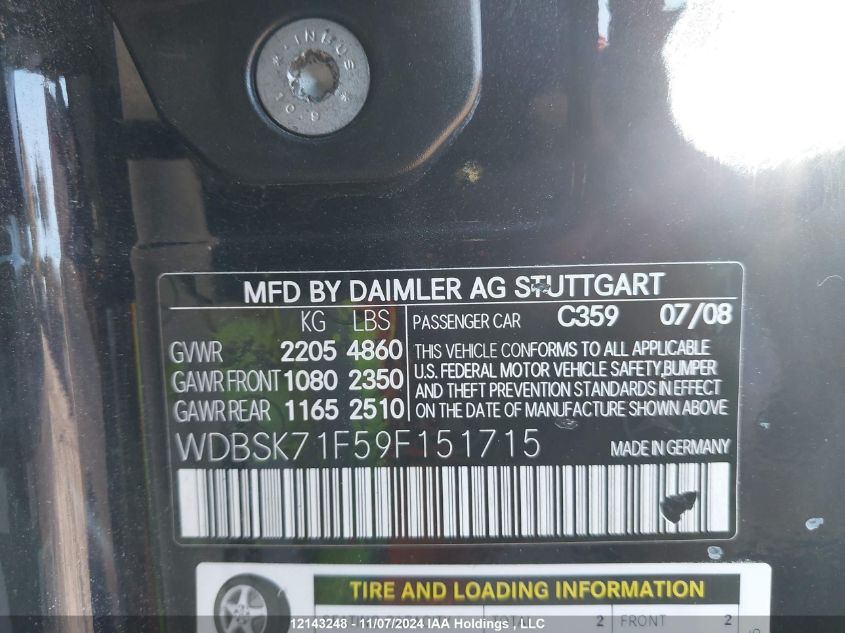 INBUS
10.9
MFD BY DAIMLER AG STUTTGART
KG LBS PASSENGER CAR C359 07/08
GVWR 2205 4860 THIS VEHICLE CONFORMS TO ALL APPLICABLE
GAWR FRONT 1080 2350 U.S. FEDERAL MOTOR VEHICLE SAFETY, BUMPER
GAWR REAR 1165 2510 AND THEFT PREVENTION STANDARDS IN EFFECT
ON THE DATE OF MANUFACTURE SHOWN ABOVE
WDBSK71F59F151715 MADE IN GERMANY
TIRE AND LOADING INFORMATION
2 FRONT 2
12143248 - 11/07/2024 IAA Holdings , LLC